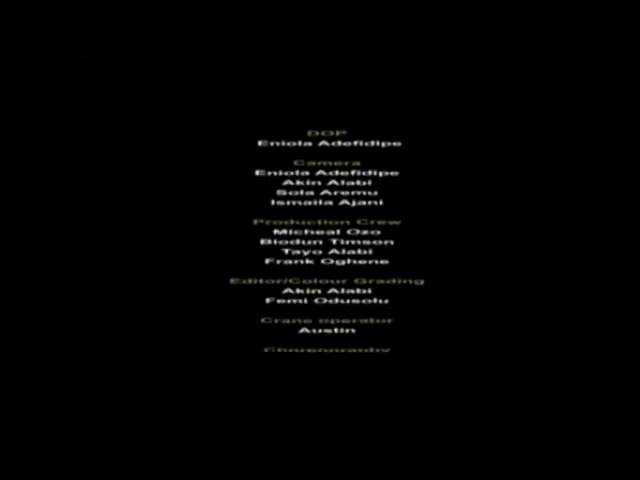 DOP
Eniola Adefidipe
Camera
Eniola Adefidipe
Akin Alabi
Sola Aremu
Ismaila Ajani
Production Crew
Micheal Ozo
Biodun Timson
Tayo Alabi
Frank Oghene
Editor/Colour Grading
Akin Alabi
Femi Odusolu
Crane operator
Austin
Choreography